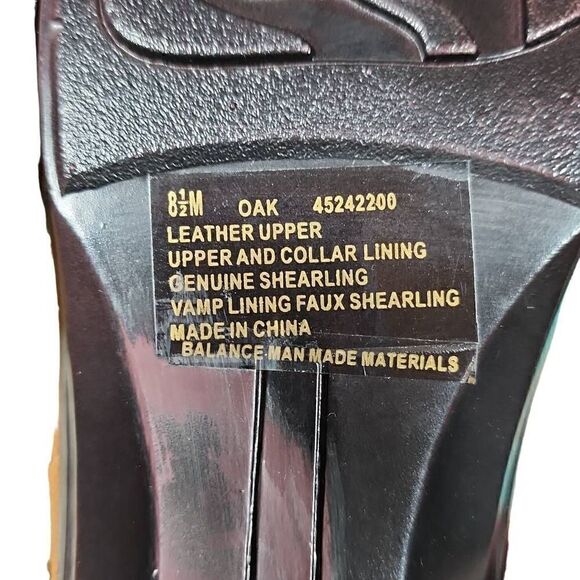 8½M OAK 45242200
LEATHER UPPER
UPPER AND COLLAR LINING
GENUINE SHEARLING
VAMP LINING FAUX SHEARLING
MADE IN CHINA
BALANCE MAN MADE MATERIALS